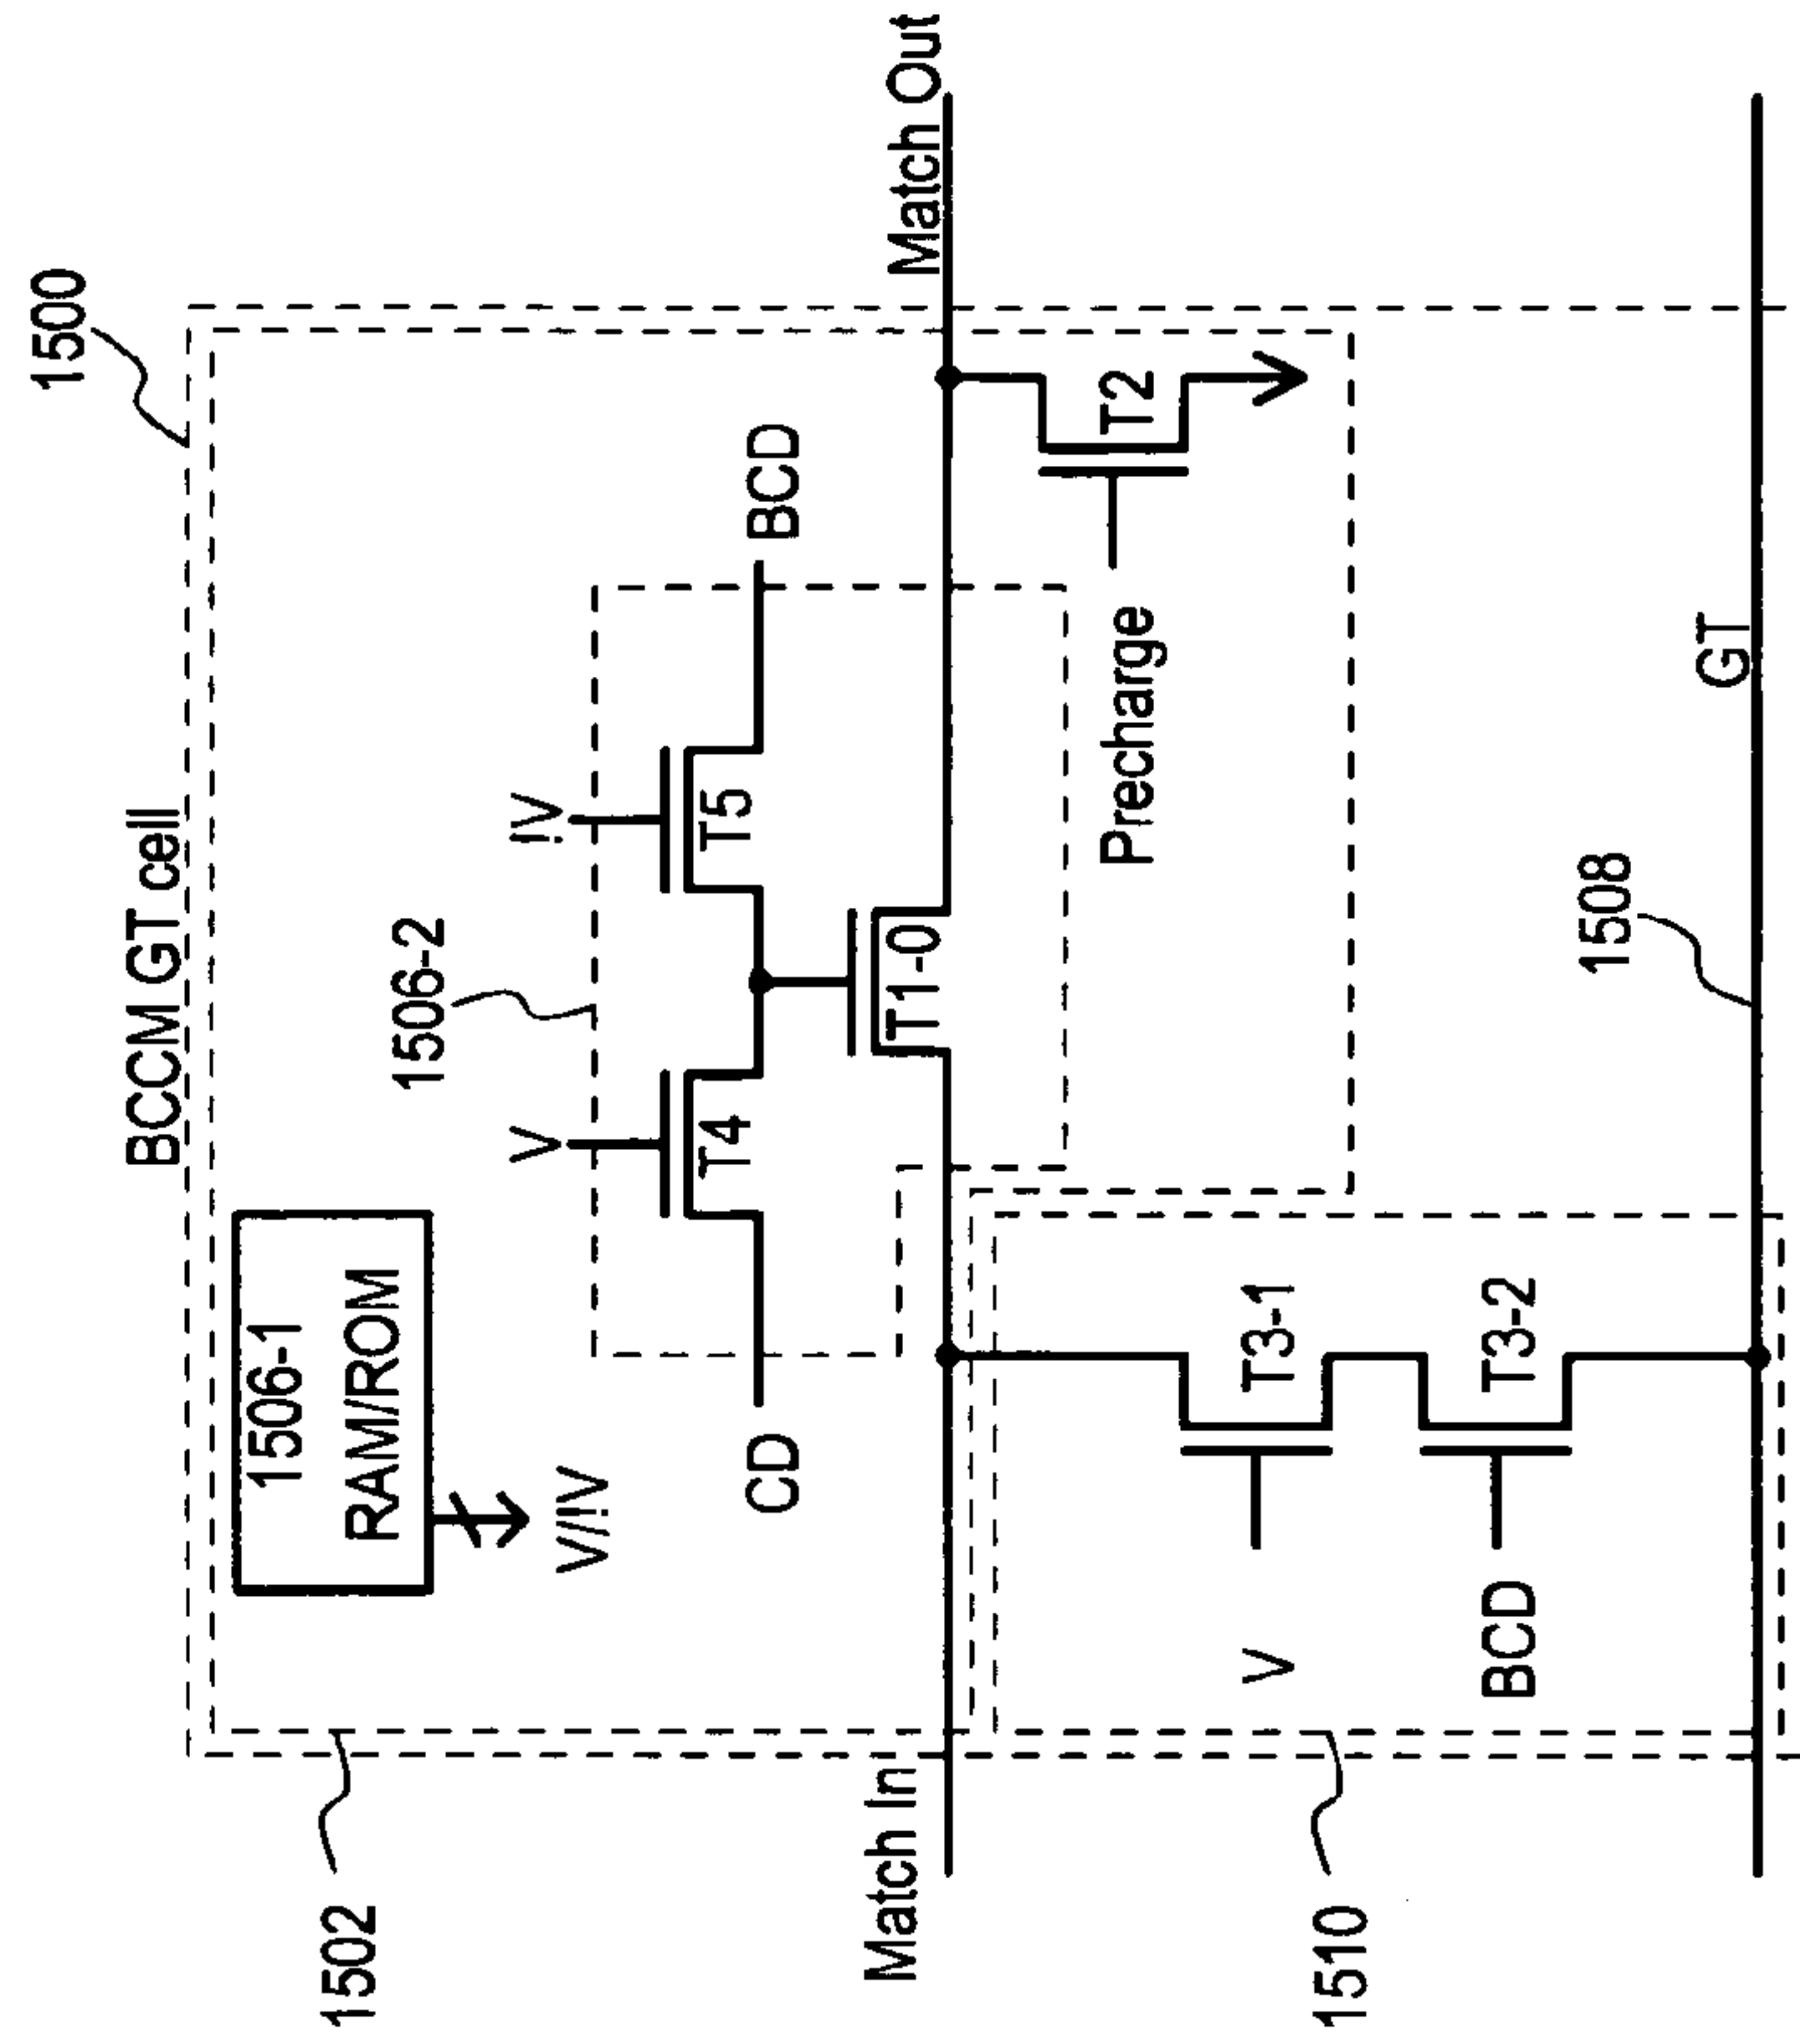 1500
BCCM GT cell
1506-1
RAM/ROM
V/!V
1506-2
V
!V
T4
T5
CD
BCD
T1-0
Match In
Match Out
1502
T2
Precharge
V
T3-1
BCD
T3-2
1510
1508
GT